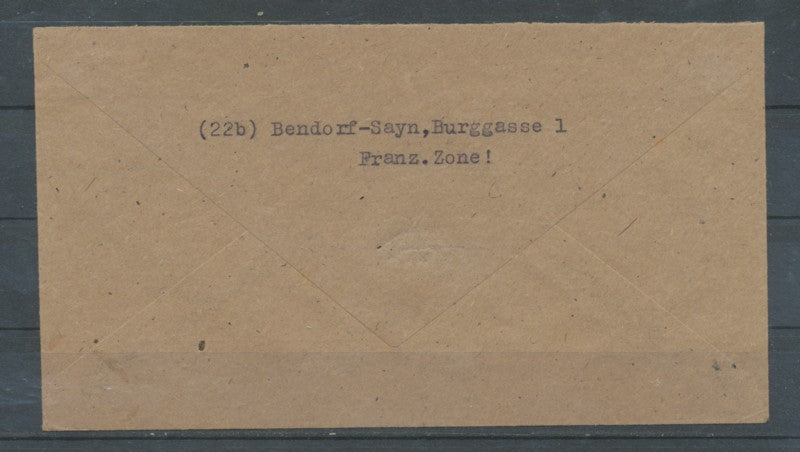 (22b) Bendorf-Sayn,Burggasse 1
Franz.Zone!